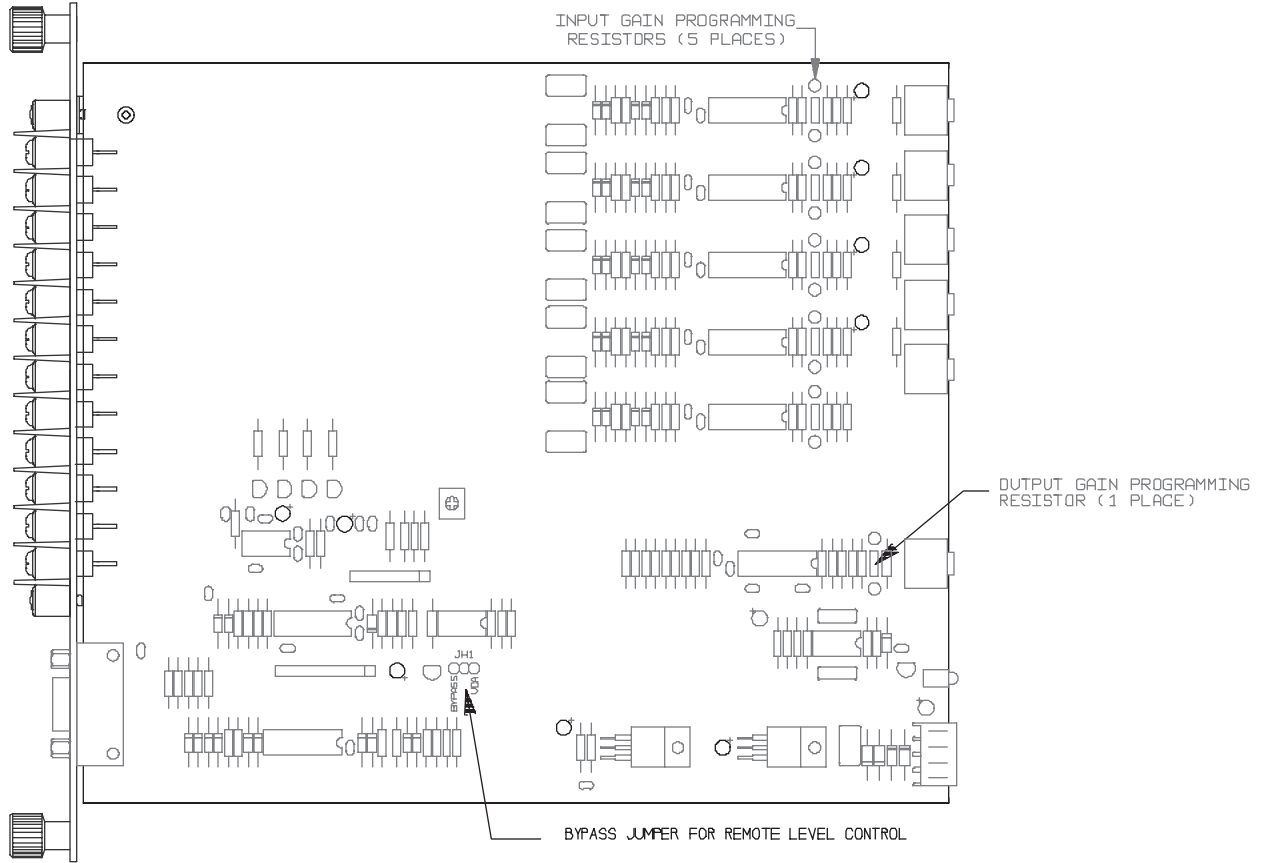 INPUT GAIN PROGRAMMING
RESISTORS (5 PLACES)
OUTPUT GAIN PROGRAMMING
RESISTOR (1 PLACE)
JH1
BYPASS
VCA
BYPASS JUMPER FOR REMOTE LEVEL CONTROL